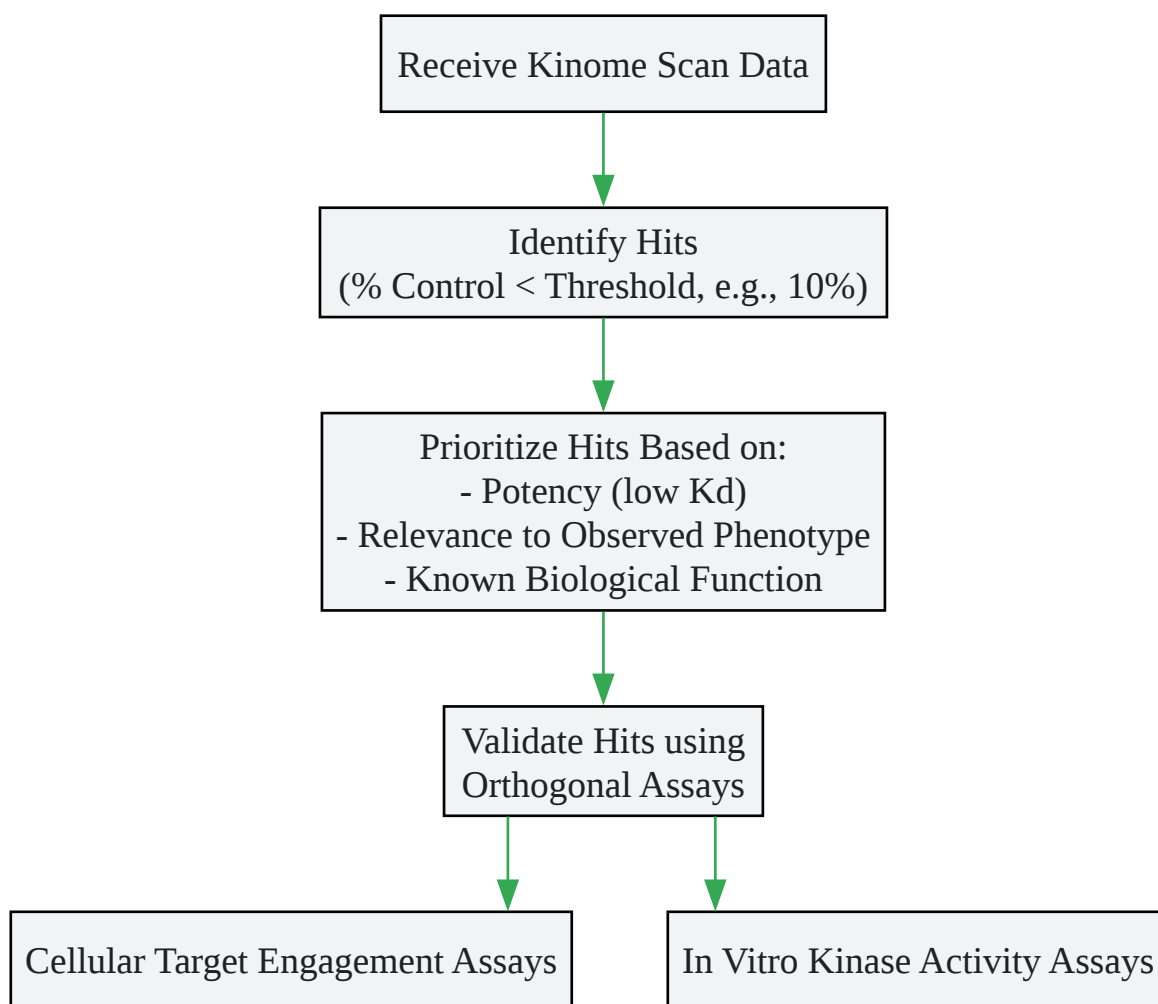 Receive Kinome Scan Data
Identify Hits
(% Control < Threshold, e.g., 10%)
Prioritize Hits Based on:
- Potency (low Kd)
- Relevance to Observed Phenotype
- Known Biological Function
Validate Hits using
Orthogonal Assays
Cellular Target Engagement Assays
In Vitro Kinase Activity Assays